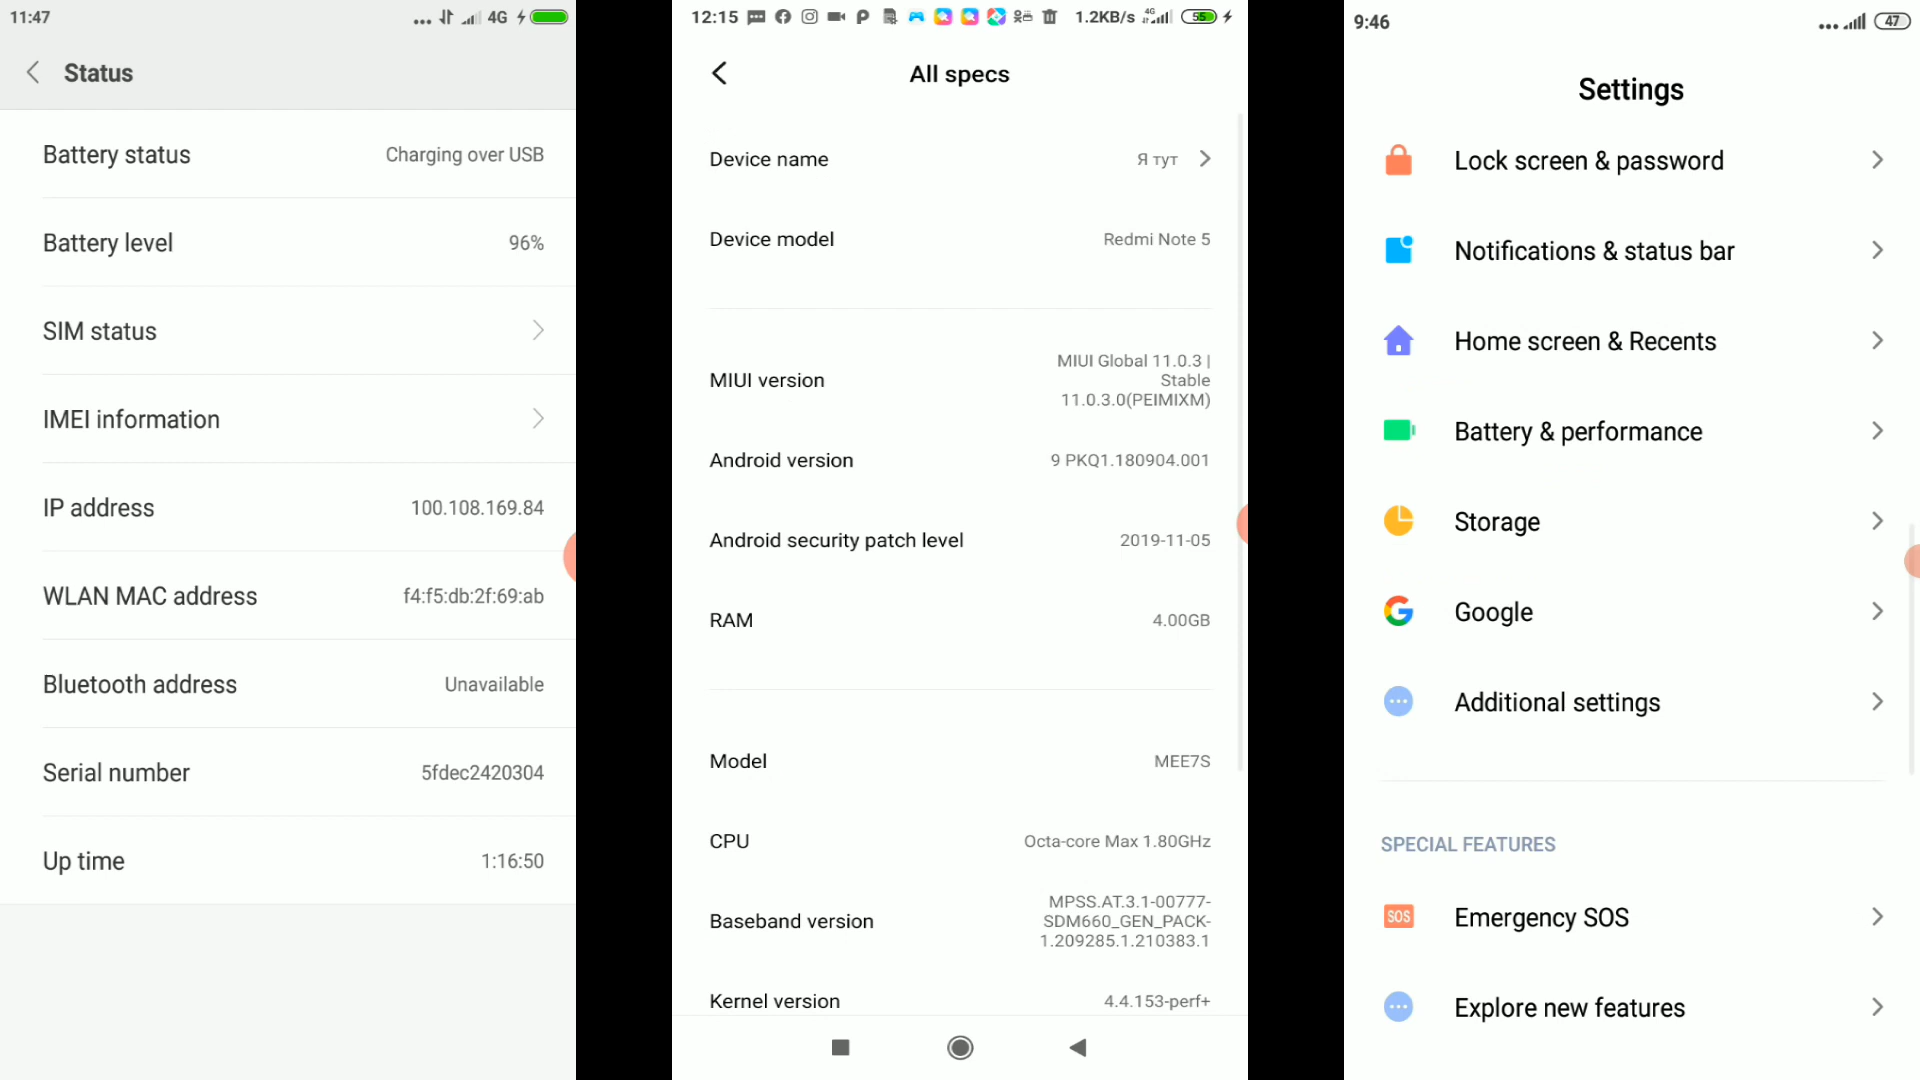 11:47
4G
Status
Battery status
Charging over USB
Battery level
96%
SIM status
IMEI information
IP address
100.108.169.84
WLAN MAC address
f4:f5:db:2f:69:ab
Bluetooth address
Unavailable
Serial number
5fdec2420304
Up time
1:16:50
12:15
1.2KB/s
4G
55
All specs
Device name
Я тут
Device model
Redmi Note 5
MIUI version
MIUI Global 11.0.3 |
Stable
11.0.3.0(PEIMIXM)
Android version
9 PKQ1.180904.001
Android security patch level
2019-11-05
RAM
4.00GB
Model
MEE7S
CPU
Octa-core Max 1.80GHz
Baseband version
MPSS.AT.3.1-00777-
SDM660_GEN_PACK-
1.209285.1.210383.1
Kernel version
4.4.153-perf+
9:46
47
Settings
Lock screen & password
Notifications & status bar
Home screen & Recents
Battery & performance
Storage
Google
Additional settings
SPECIAL FEATURES
SOS
Emergency SOS
Explore new features